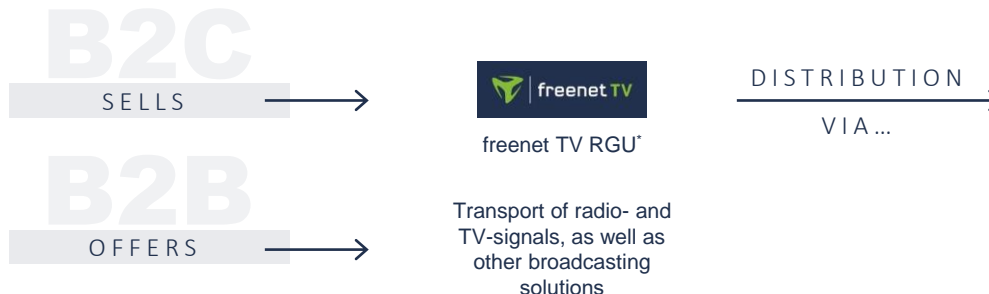 B2C
SELLS
freenet TV
freenet TV RGU*
DISTRIBUTION
VIA...
B2B
OFFERS
Transport of radio- and
TV-signals, as well as
other broadcasting
solutions